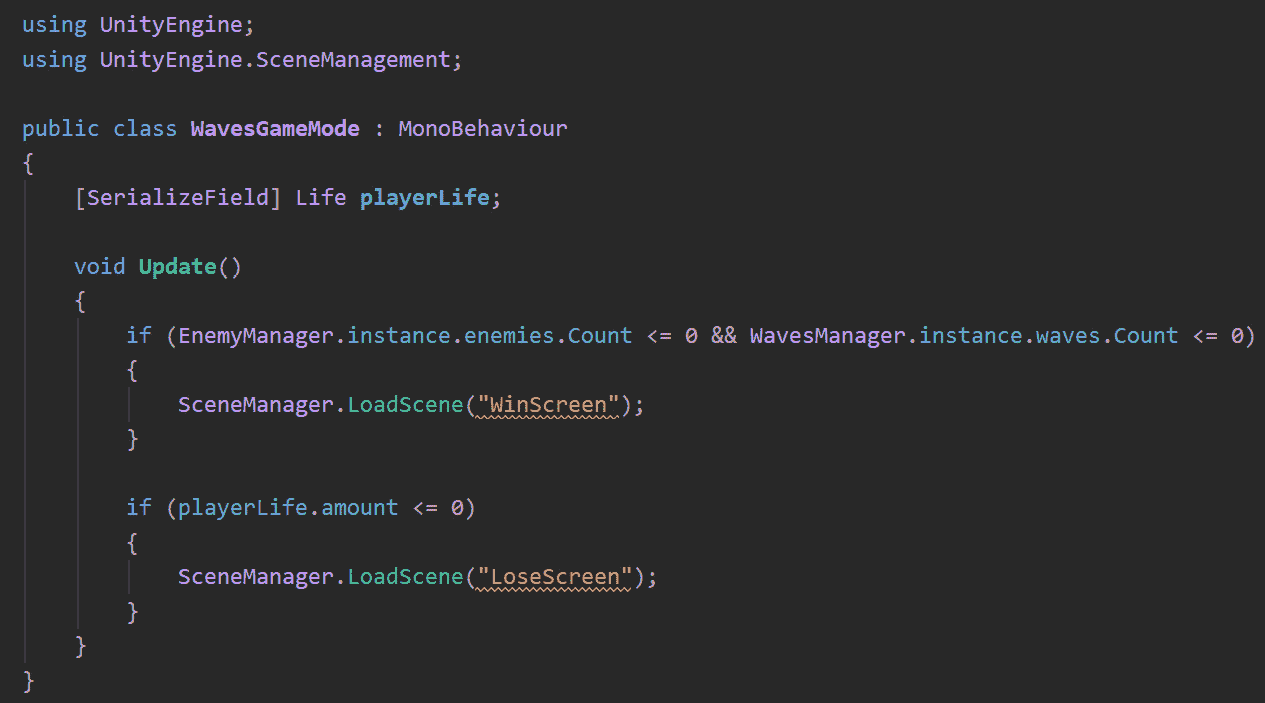 using UnityEngine;
using UnityEngine.SceneManagement;
public class WavesGameMode : MonoBehaviour
{
    [SerializeField] Life playerLife;
    void Update()
    {
        if (EnemyManager.instance.enemies.Count <= 0 && WavesManager.instance.waves.Count <= 0)
        {
            SceneManager.LoadScene("WinScreen");
        }
        if (playerLife.amount <= 0)
        {
            SceneManager.LoadScene("LoseScreen");
        }
    }
}